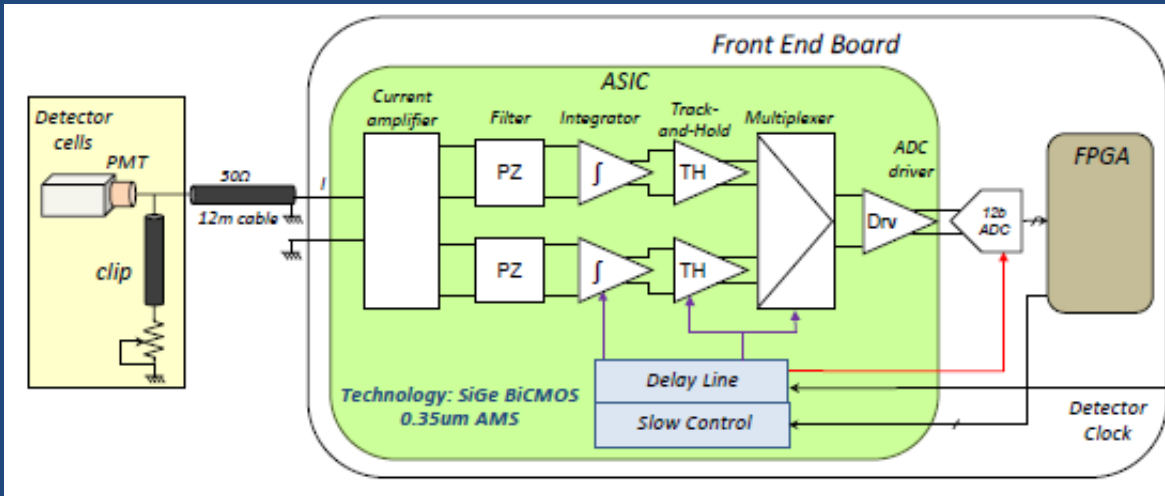 Front End Board
ASIC
Current
amplifier
Filter
Integrator
Track-
and-Hold
Multiplexer
ADC
driver
FPGA
Detector
cells
PMT
50Ω
12m cable
I
clip
PZ
∫
TH
Drv
12b
ADC
PZ
∫
TH
Technology: SiGe BiCMOS
0.35um AMS
Delay Line
Slow Control
Detector
Clock